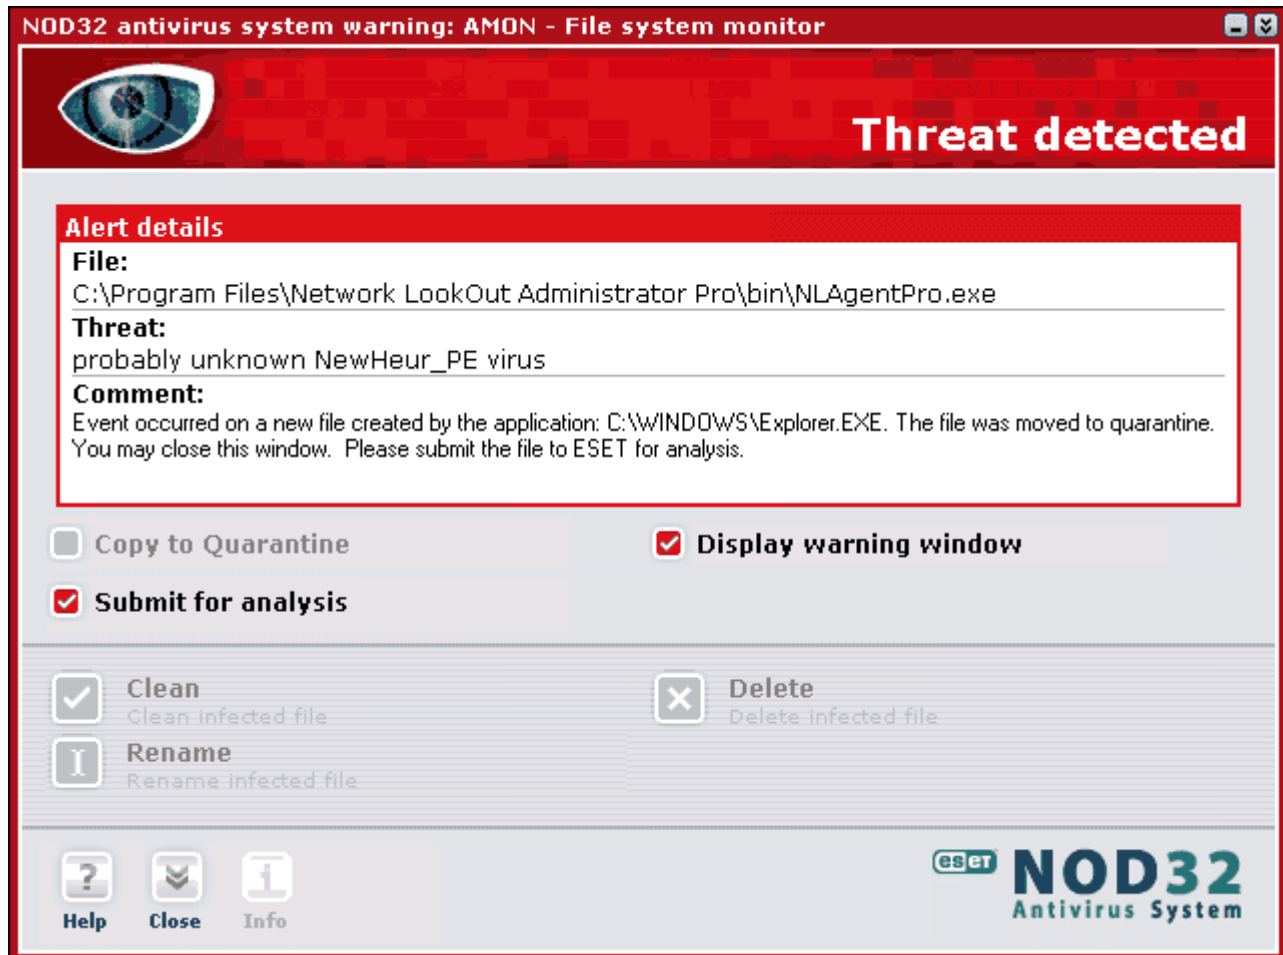 NOD32 antivirus system warning: AMON - File system monitor
Threat detected
Alert details
File:
C:\Program Files\Network LookOut Administrator Pro\bin\NLAgentPro.exe
Threat:
probably unknown NewHeur_PE virus
Comment:
Event occurred on a new file created by the application: C:\WINDOWS\Explorer.EXE. The file was moved to quarantine.
You may close this window.  Please submit the file to ESET for analysis.
Copy to Quarantine
Display warning window
Submit for analysis
Clean
Clean infected file
Delete
Delete infected file
Rename
Rename infected file
? Help
Close
i Info
eseT NOD32
Antivirus System